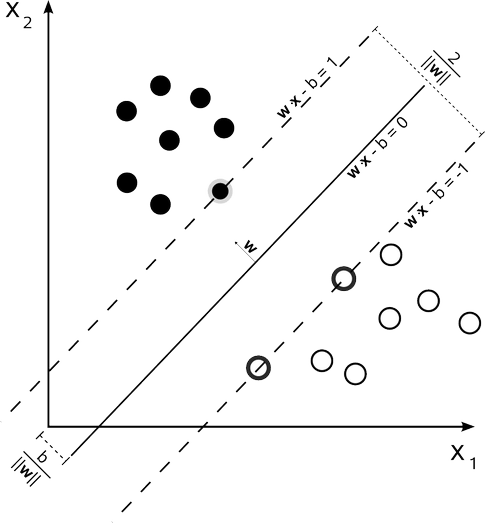 X₂
w·x - b = 1
2
||w||
w·x - b = 0
w·x - b = -1
w
b
||w||
X₁